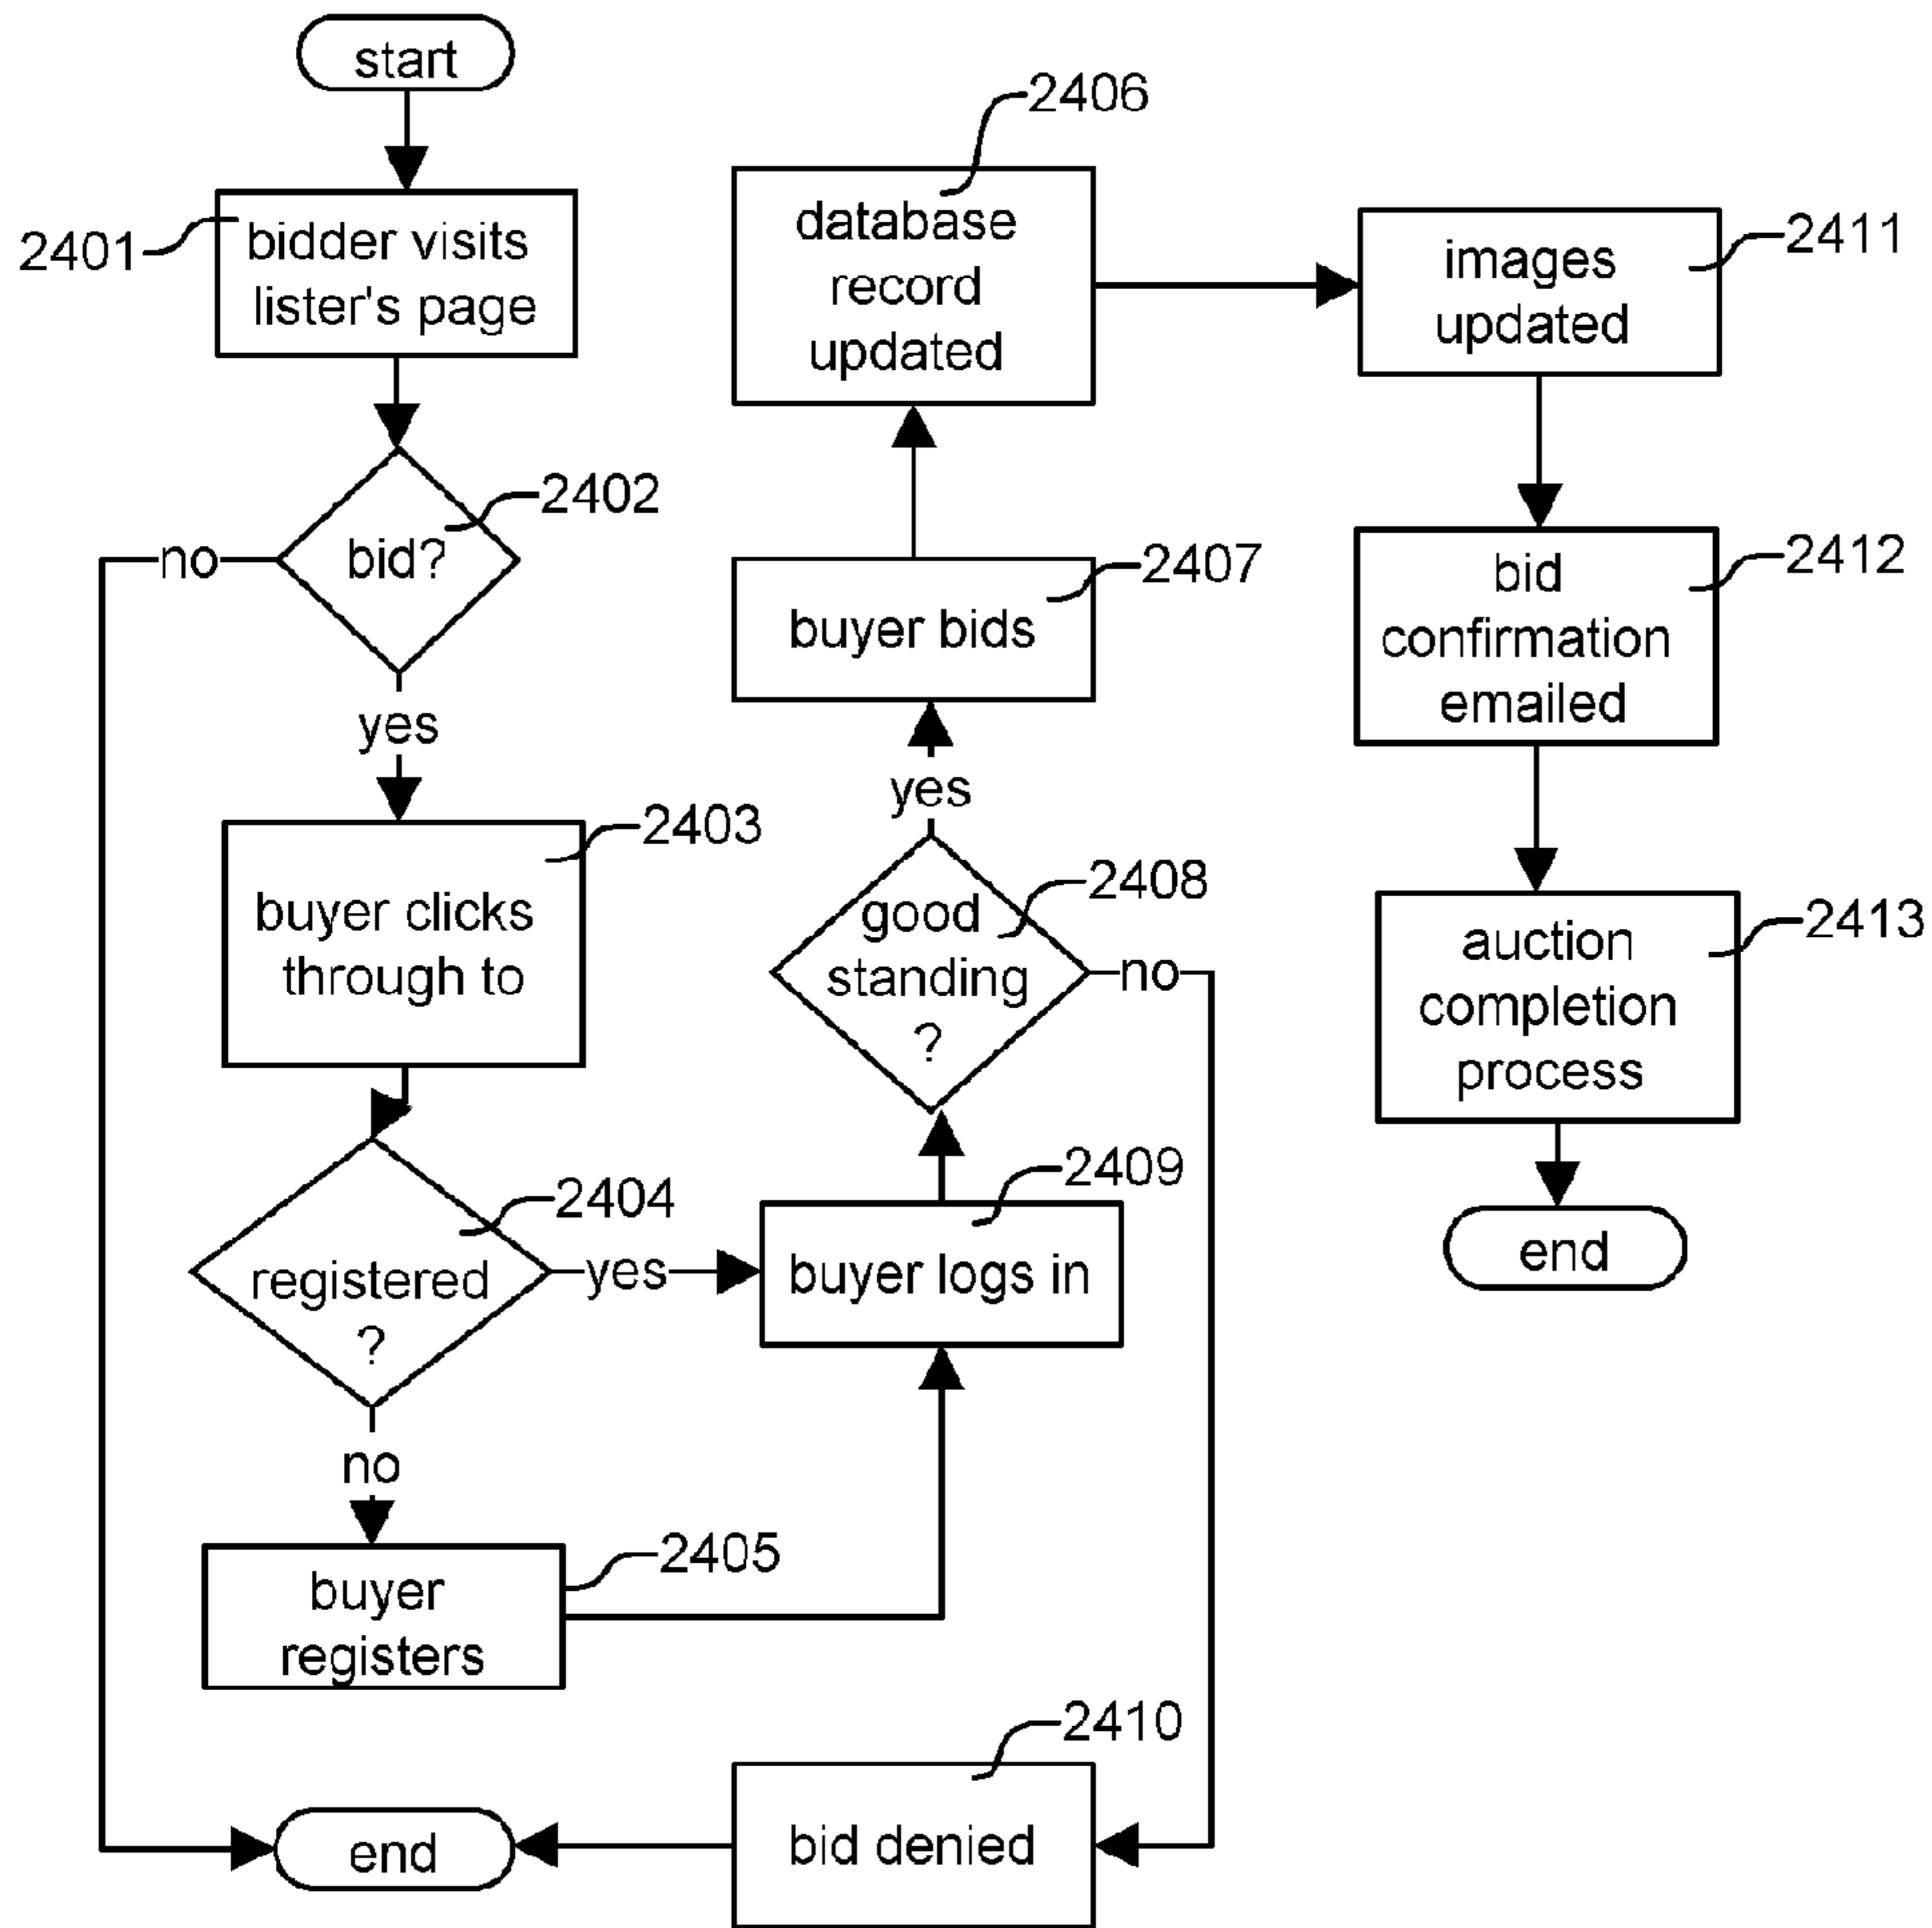 start
2401
bidder visits
lister's page
2402
bid?
no
yes
2403
buyer clicks
through to
2404
registered
?
yes
no
2405
buyer
registers
end
2406
database
record
updated
2407
buyer bids
yes
2408
good
standing
?
no
2409
buyer logs in
2410
bid denied
2411
images
updated
2412
bid
confirmation
emailed
2413
auction
completion
process
end